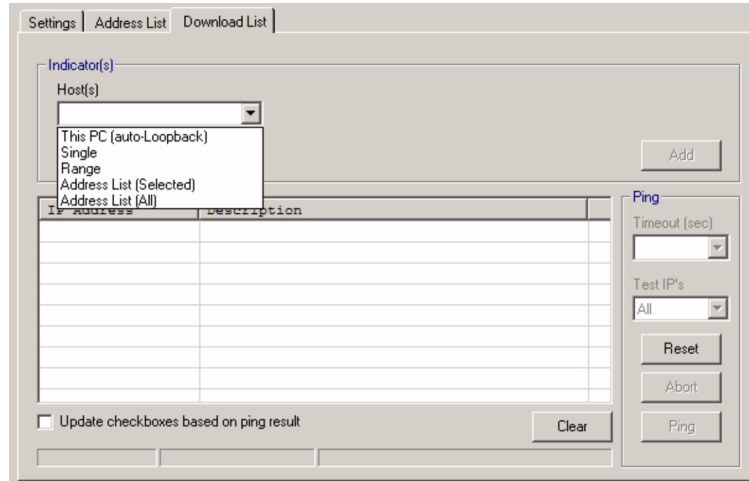 Settings Address List Download List
Indicator(s)
Host(s)
This PC (auto-Loopback)
Single
Range
Address List (Selected)
Address List (All)
Add
IP Address Description
Ping
Timeout (sec)
Test IP's
All
Reset
Abort
Ping
Update checkboxes based on ping result
Clear